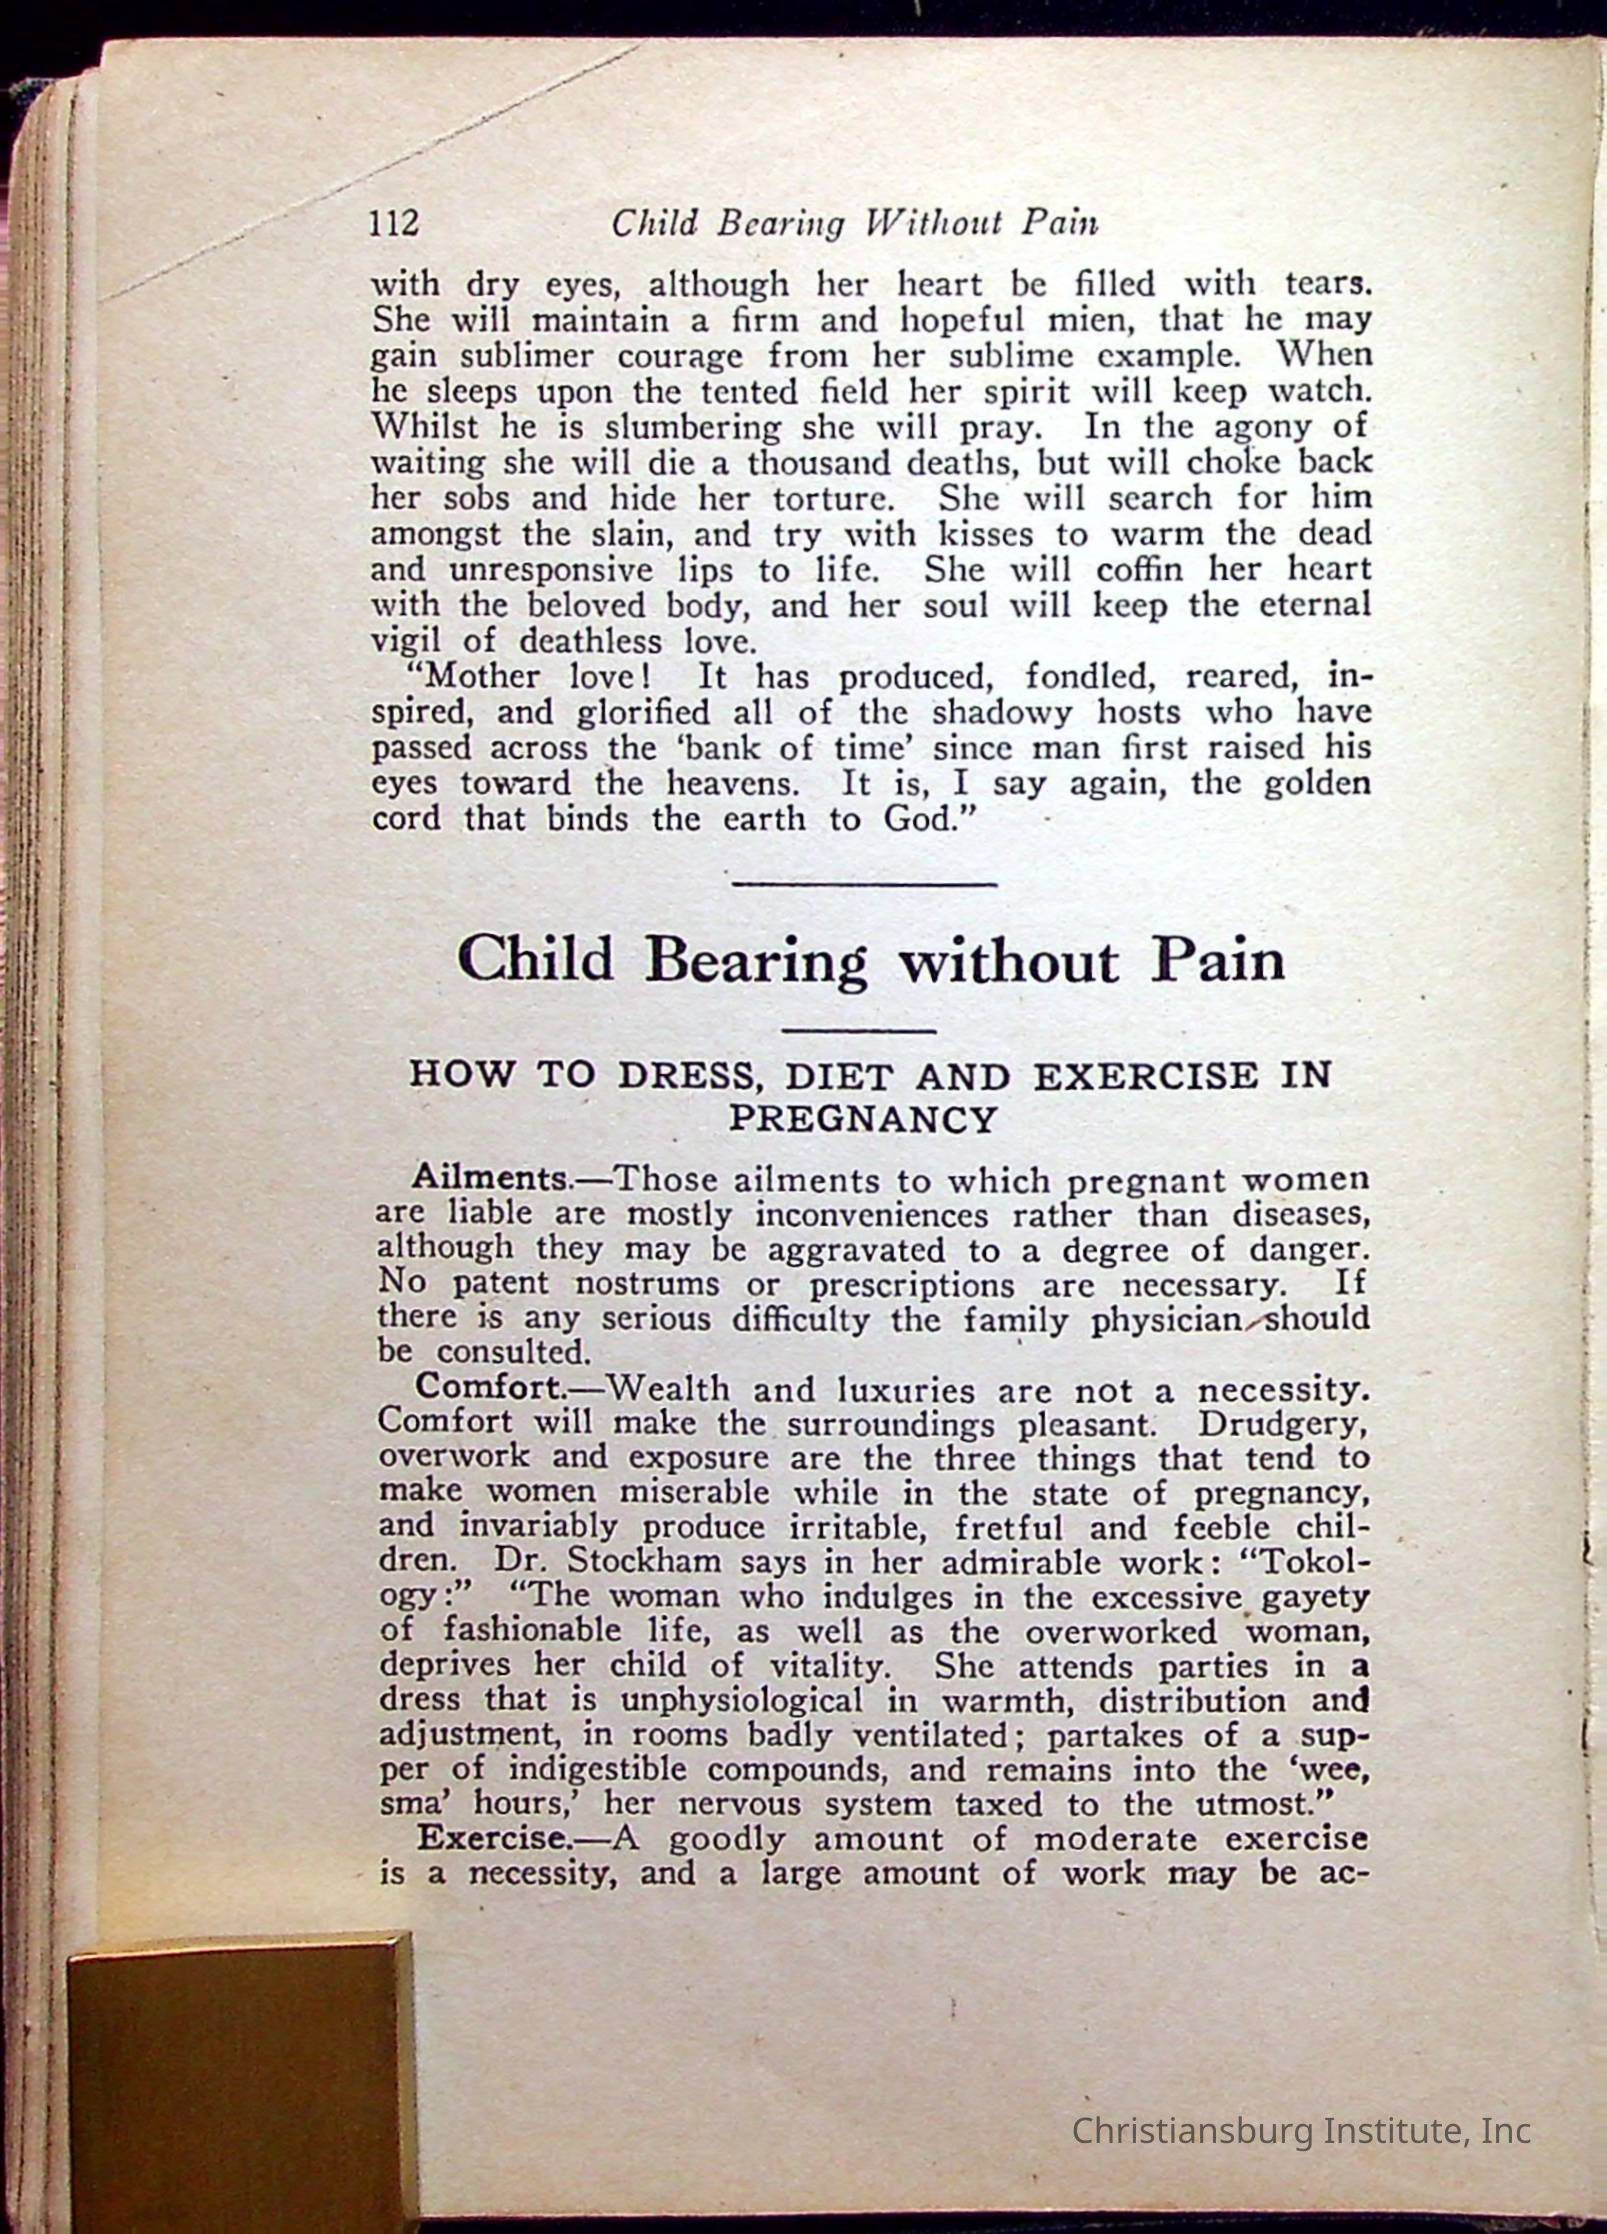 112 Child Bearing Without Pain
with dry eyes, although her heart be filled with tears.
She will maintain a firm and hopeful mien, that he may
gain sublimer courage from her sublime example. When
he sleeps upon the tented field her spirit will keep watch.
Whilst he is slumbering she will pray. In the agony of
waiting she will die a thousand deaths, but will choke back
her sobs and hide her torture. She will search for him
amongst the slain, and try with kisses to warm the dead
and unresponsive lips to life. She will coffin her heart
with the beloved body, and her soul will keep the eternal
vigil of deathless love.
“Mother love! It has produced, fondled, reared, in-
spired, and glorified all of the shadowy hosts who have
passed across the ‘bank of time’ since man first raised his
eyes toward the heavens. It is, I say again, the golden
cord that binds the earth to God.”
Child Bearing without Pain
HOW TO DRESS, DIET AND EXERCISE IN
PREGNANCY
Ailments.—Those ailments to which pregnant women
are liable are mostly inconveniences rather than diseases,
although they may be aggravated to a degree of danger.
No patent nostrums or prescriptions are necessary. If
there is any serious difficulty the family physician should
be consulted.
Comfort.—Wealth and luxuries are not a necessity.
Comfort will make the surroundings pleasant. Drudgery,
overwork and exposure are the three things that tend to
make women miserable while in the state of pregnancy,
and invariably produce irritable, fretful and feeble chil-
dren. Dr. Stockham says in her admirable work: “Tokol-
ogy:” “The woman who indulges in the excessive gayety
of fashionable life, as well as the overworked woman,
deprives her child of vitality. She attends parties in a
dress that is unphysiological in warmth, distribution and
adjustment, in rooms badly ventilated; partakes of a sup-
per of indigestible compounds, and remains into the ‘wee,
sma’ hours,’ her nervous system taxed to the utmost.”
Exercise.—A goodly amount of moderate exercise
is a necessity, and a large amount of work may be ac-
Christiansburg Institute, Inc